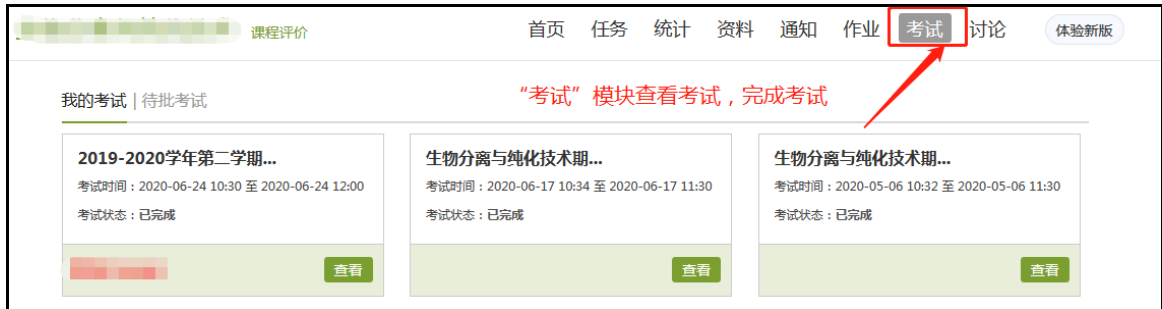 课程评价
首页 任务 统计 资料 通知 作业 考试 讨论 体验新版
我的考试 | 待批考试
“考试”模块查看考试，完成考试
2019-2020学年第二学期...
考试时间：2020-06-24 10:30 至 2020-06-24 12:00
考试状态：已完成
查看
生物分离与纯化技术期...
考试时间：2020-06-17 10:34 至 2020-06-17 11:30
考试状态：已完成
查看
生物分离与纯化技术期...
考试时间：2020-05-06 10:32 至 2020-05-06 11:30
考试状态：已完成
查看